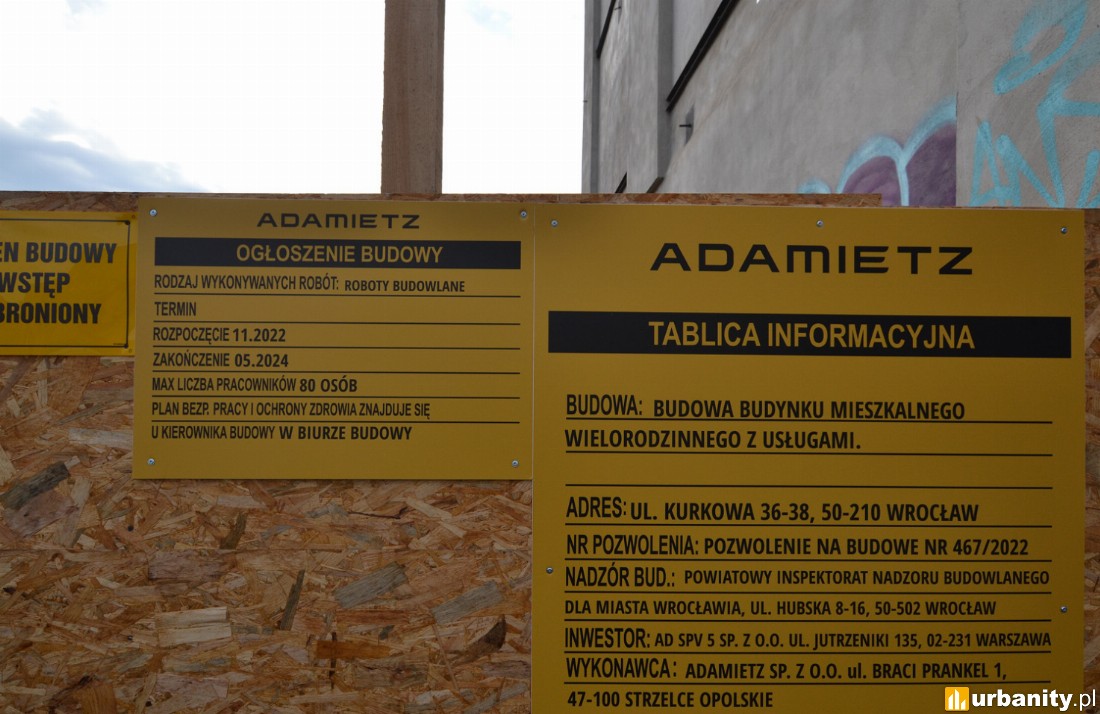 EN BUDOWY
WSTĘP
BRONIONY
ADAMIETZ
OGŁOSZENIE BUDOWY
RODZAJ WYKONYWANYCH ROBÓT: ROBOTY BUDOWLANE
TERMIN
ROZPOCZĘCIE 11.2022
ZAKOŃCZENIE 05.2024
MAX LICZBA PRACOWNIKÓW 80 OSÓB
PLAN BEZP. PRACY I OCHRONY ZDROWIA ZNAJDUJE SIĘ
U KIEROWNIKA BUDOWY W BIURZE BUDOWY
ADAMIETZ
TABLICA INFORMACYJNA
BUDOWA: BUDOWA BUDYNKU MIESZKALNEGO
WIELORODZINNEGO Z USŁUGAMI.
ADRES: UL. KURKOWA 36-38, 50-210 WROCŁAW
NR POZWOLENIA: POZWOLENIE NA BUDOWE NR 467/2022
NADZÓR BUD.: POWIATOWY INSPEKTORAT NADZORU BUDOWLANEGO
DLA MIASTA WROCŁAWIA, UL. HUBSKA 8-16, 50-502 WROCŁAW
INWESTOR: AD SPV 5 SP. Z O.O. UL. JUTRZENIKI 135, 02-231 WARSZAWA
WYKONAWCA: ADAMIETZ SP. Z O.O. ul. BRACI PRANKEL 1,
47-100 STRZELCE OPOLSKIE
urbanity.pl